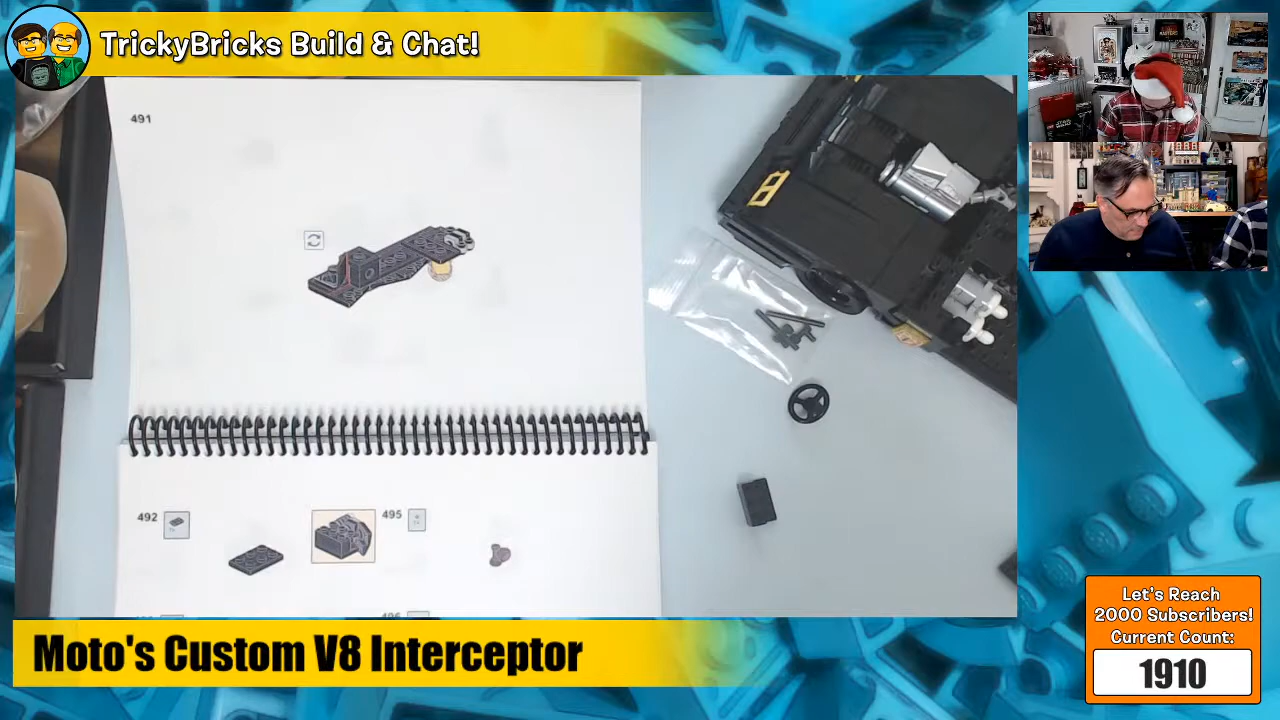 TrickyBricks Build & Chat!
491
492
495
Moto's Custom V8 Interceptor
Let's Reach
2000 Subscribers!
Current Count:
1910